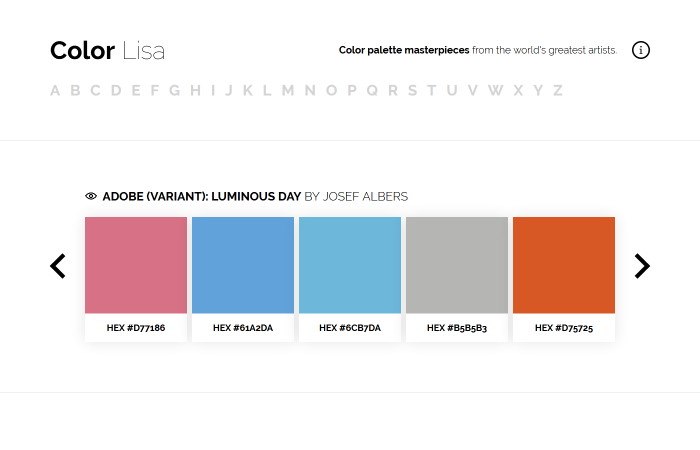 Color Lisa
Color palette masterpieces from the world's greatest artists.
i
A B C D E F G H I J K L M N O P Q R S T U V W X Y Z
ADOBE (VARIANT): LUMINOUS DAY BY JOSEF ALBERS
HEX #D77186
HEX #61A2DA
HEX #6CB7DA
HEX #B5B5B3
HEX #D75725